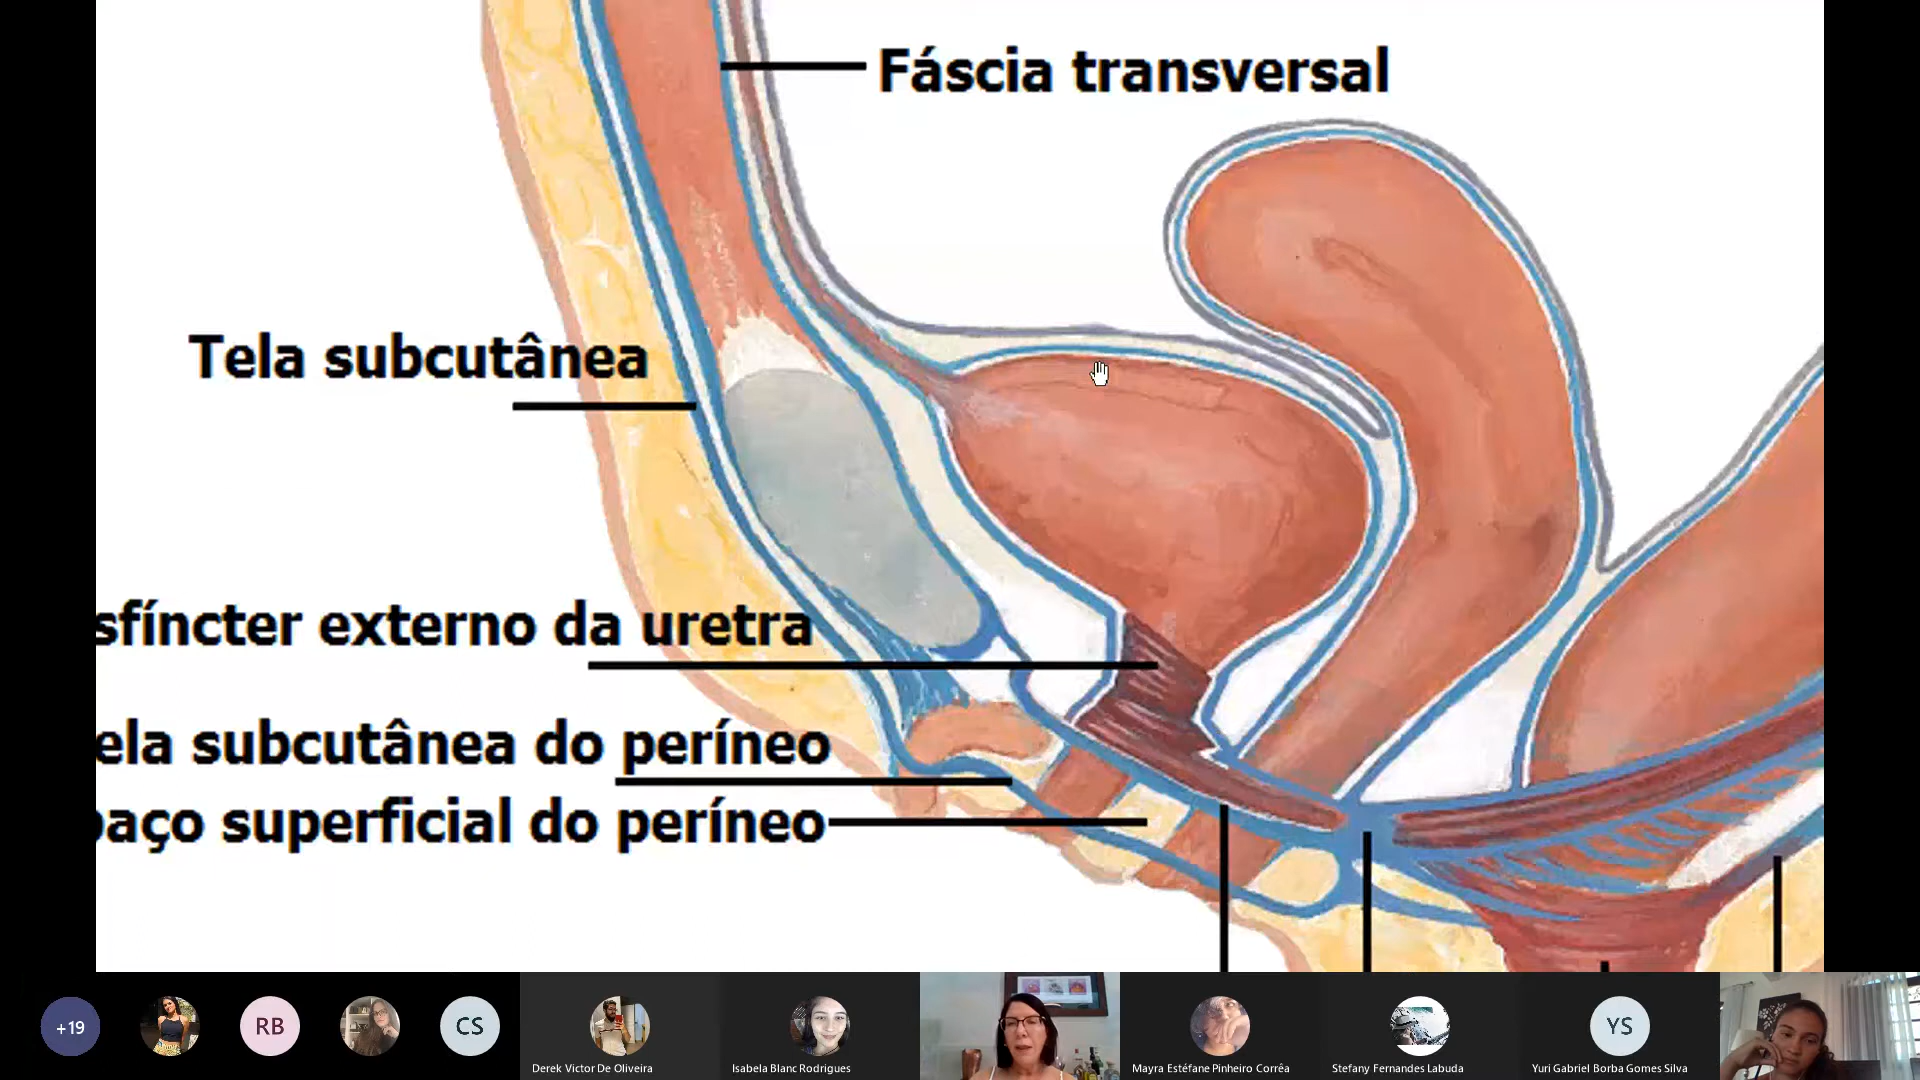 Fáscia transversal
Tela subcutânea
sfíncter externo da uretra
ela subcutânea do períneo
paço superficial do períneo
+19
RB
CS
YS
Derek Victor De Oliveira
Isabela Blanc Rodrigues
Mayra Estéfane Pinheiro Corrêa
Stefany Fernandes Labuda
Yuri Gabriel Borba Gomes Silva